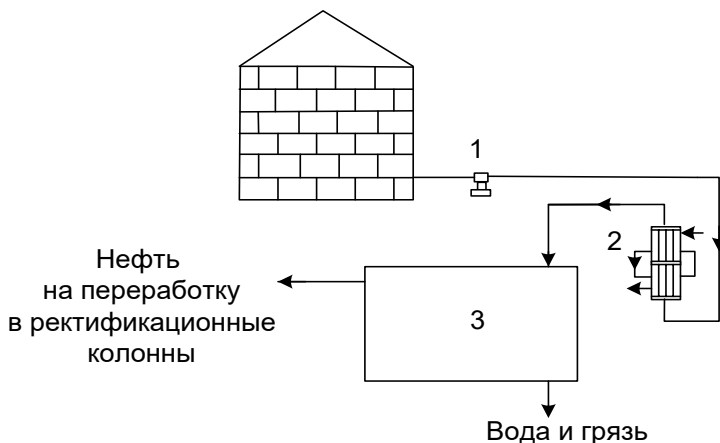 1
2
Нефть
на переработку
в ректификационные
колонны
3
Вода и грязь